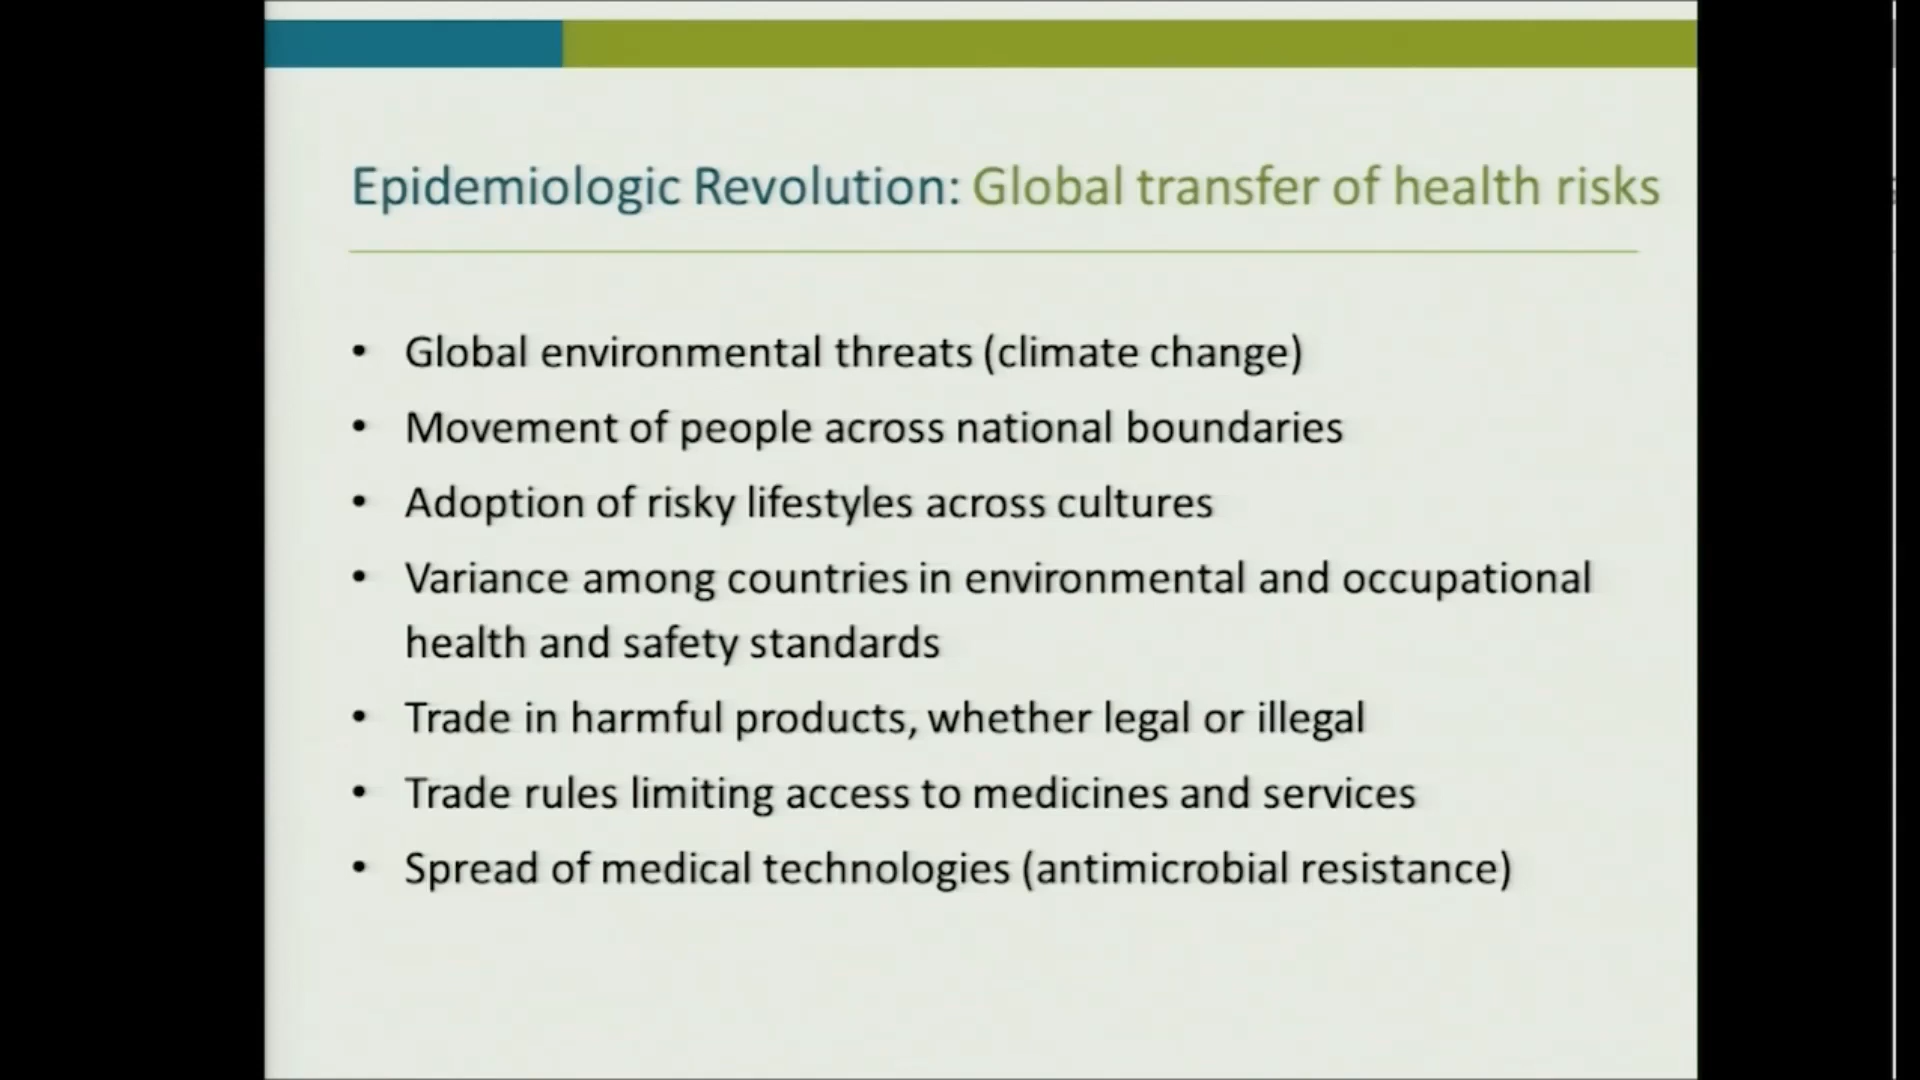 Epidemiologic Revolution: Global transfer of health risks
• Global environmental threats (climate change)
• Movement of people across national boundaries
• Adoption of risky lifestyles across cultures
• Variance among countries in environmental and occupational
health and safety standards
• Trade in harmful products, whether legal or illegal
• Trade rules limiting access to medicines and services
• Spread of medical technologies (antimicrobial resistance)